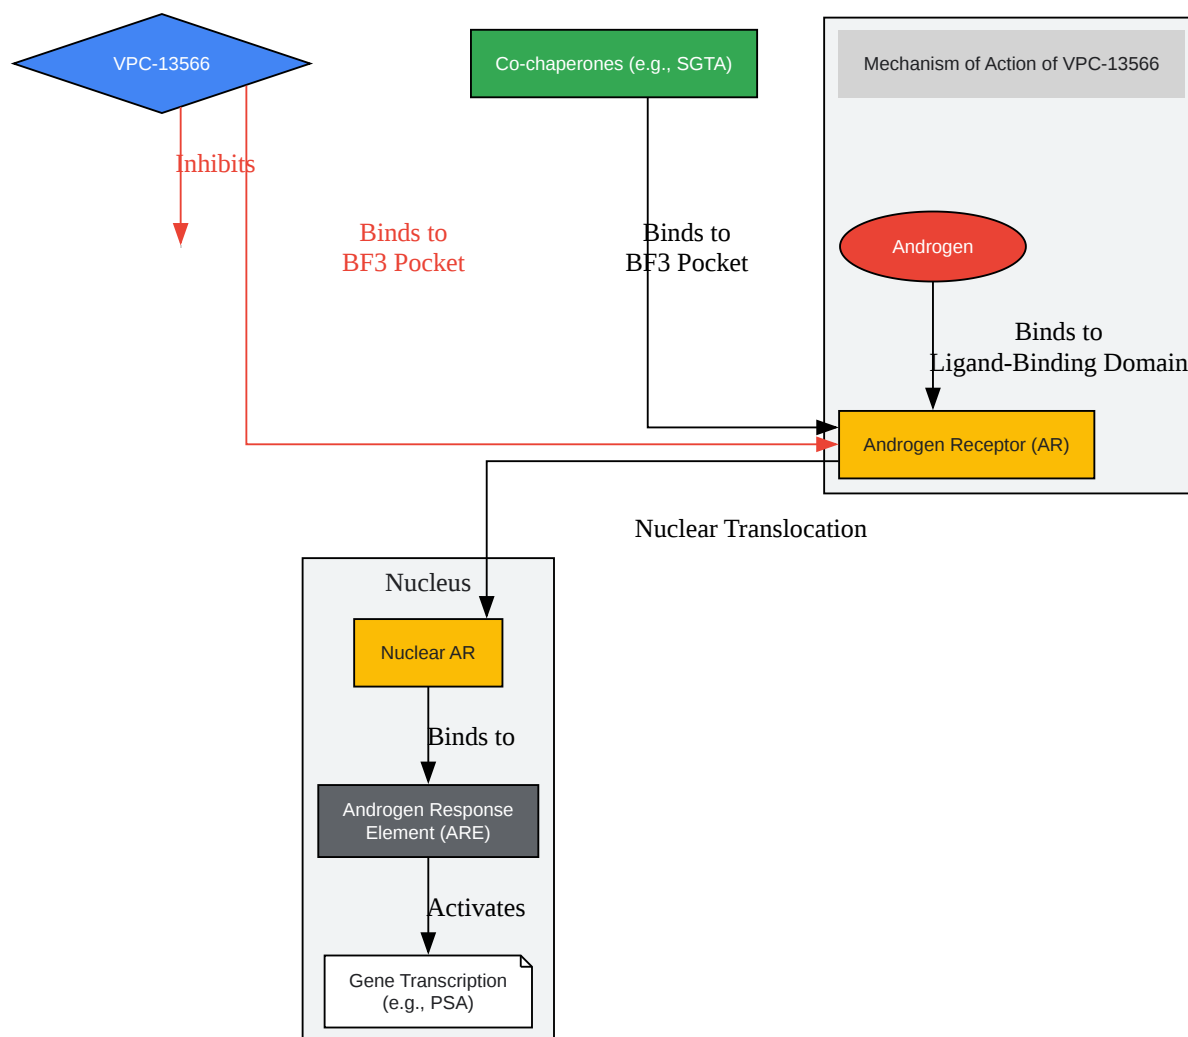 VPC-13566
Co-chaperones (e.g., SGTA)
Mechanism of Action of VPC-13566
Inhibits
Binds to
BF3 Pocket
Binds to
BF3 Pocket
Androgen
Binds to
Ligand-Binding Domain
Androgen Receptor (AR)
Nuclear Translocation
Nucleus
Nuclear AR
Binds to
Androgen Response
Element (ARE)
Activates
Gene Transcription
(e.g., PSA)